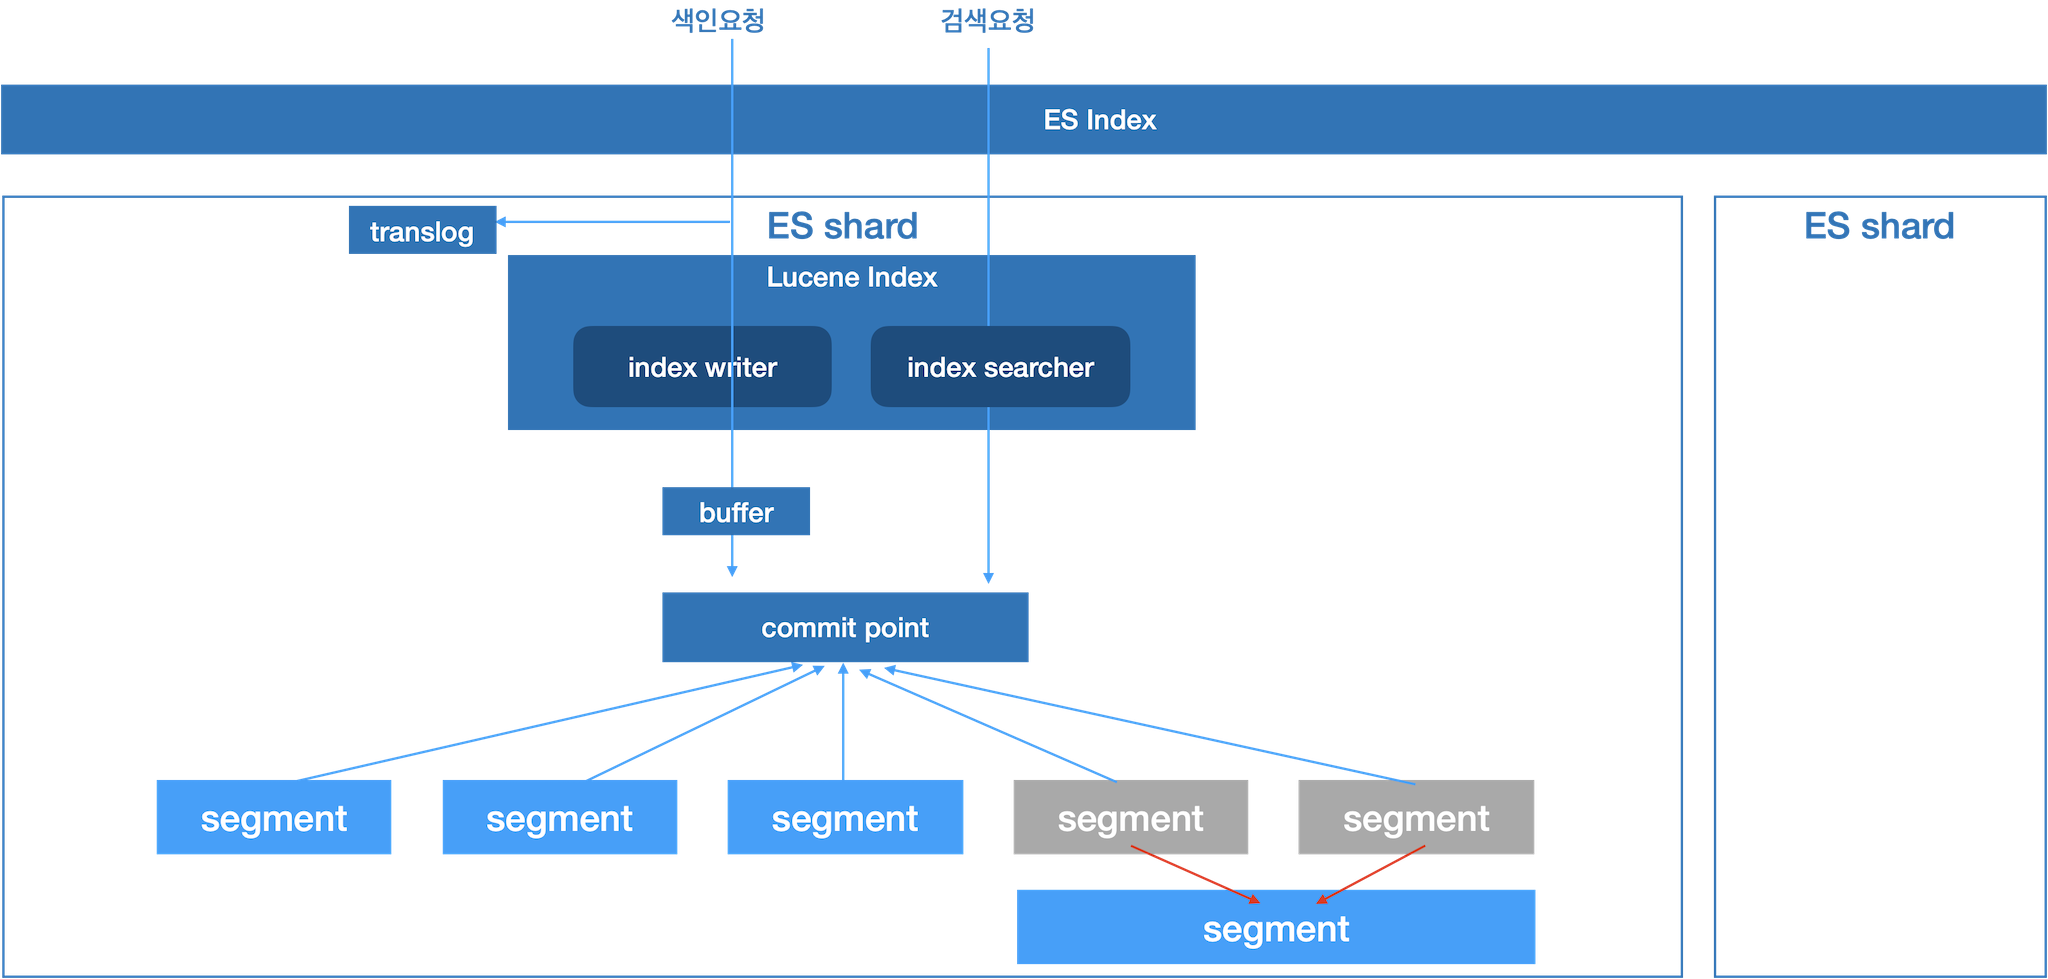 색인요청
검색요청
ES Index
translog
ES shard
ES shard
Lucene Index
index writer
index searcher
buffer
commit point
segment
segment
segment
segment
segment
segment